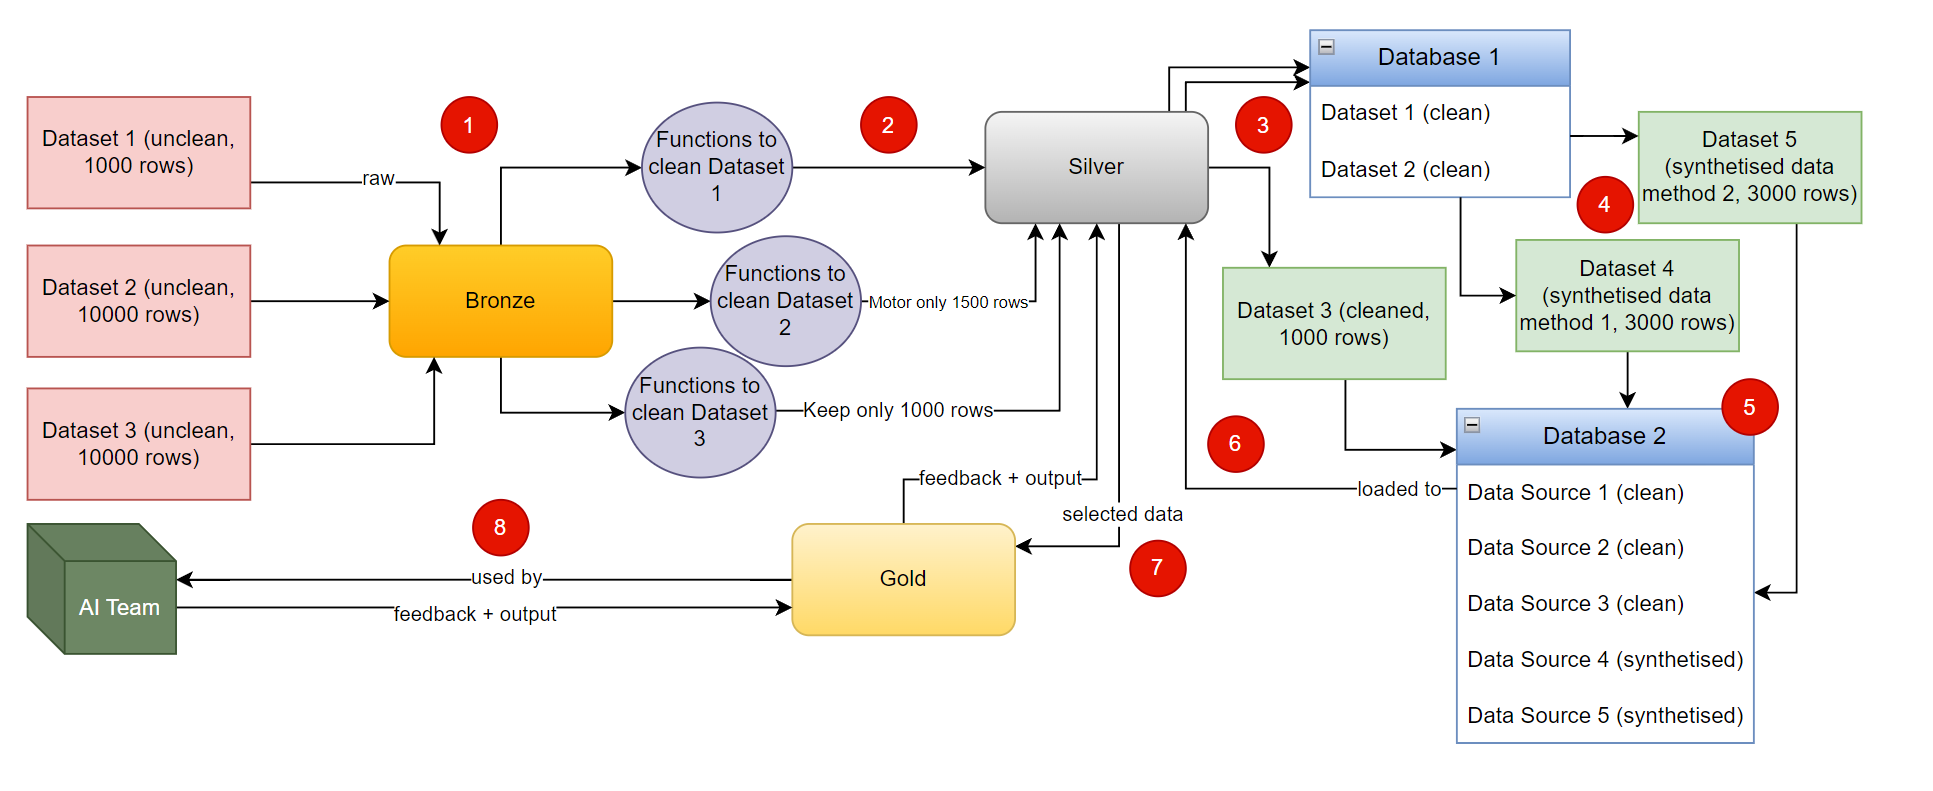 Dataset 1 (unclean,
1000 rows)
Dataset 2 (unclean,
10000 rows)
Dataset 3 (unclean,
10000 rows)
raw
1
Bronze
Functions to
clean Dataset
1
Functions to
clean Dataset
2
Functions to
clean Dataset
3
2
Motor only 1500 rows
Keep only 1000 rows
Silver
3
Database 1
Dataset 1 (clean)
Dataset 2 (clean)
Dataset 5
(synthetised data
method 2, 3000 rows)
4
Dataset 4
(synthetised data
method 1, 3000 rows)
Dataset 3 (cleaned,
1000 rows)
5
Database 2
Data Source 1 (clean)
Data Source 2 (clean)
Data Source 3 (clean)
Data Source 4 (synthetised)
Data Source 5 (synthetised)
6
loaded to
feedback + output
selected data
7
Gold
8
used by
feedback + output
AI Team